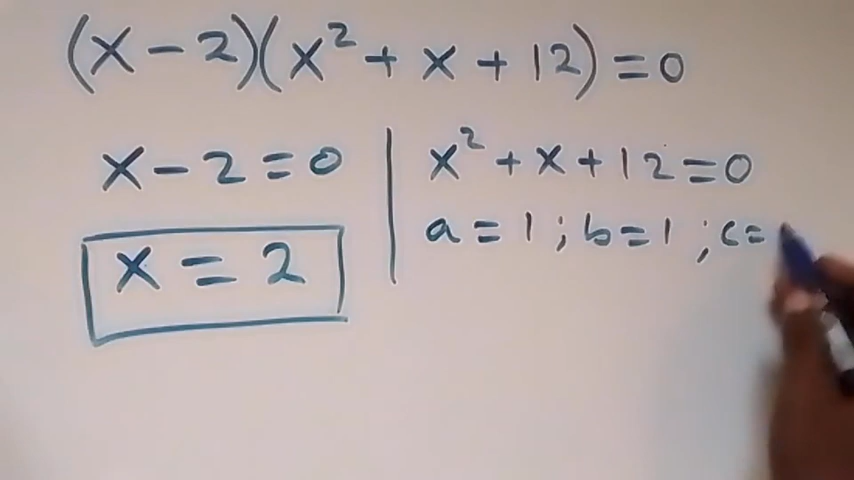 (x - 2)(x² + x + 12) = 0
x - 2 = 0
x = 2
x² + x + 12 = 0
a = 1 ; b = 1 ; c =